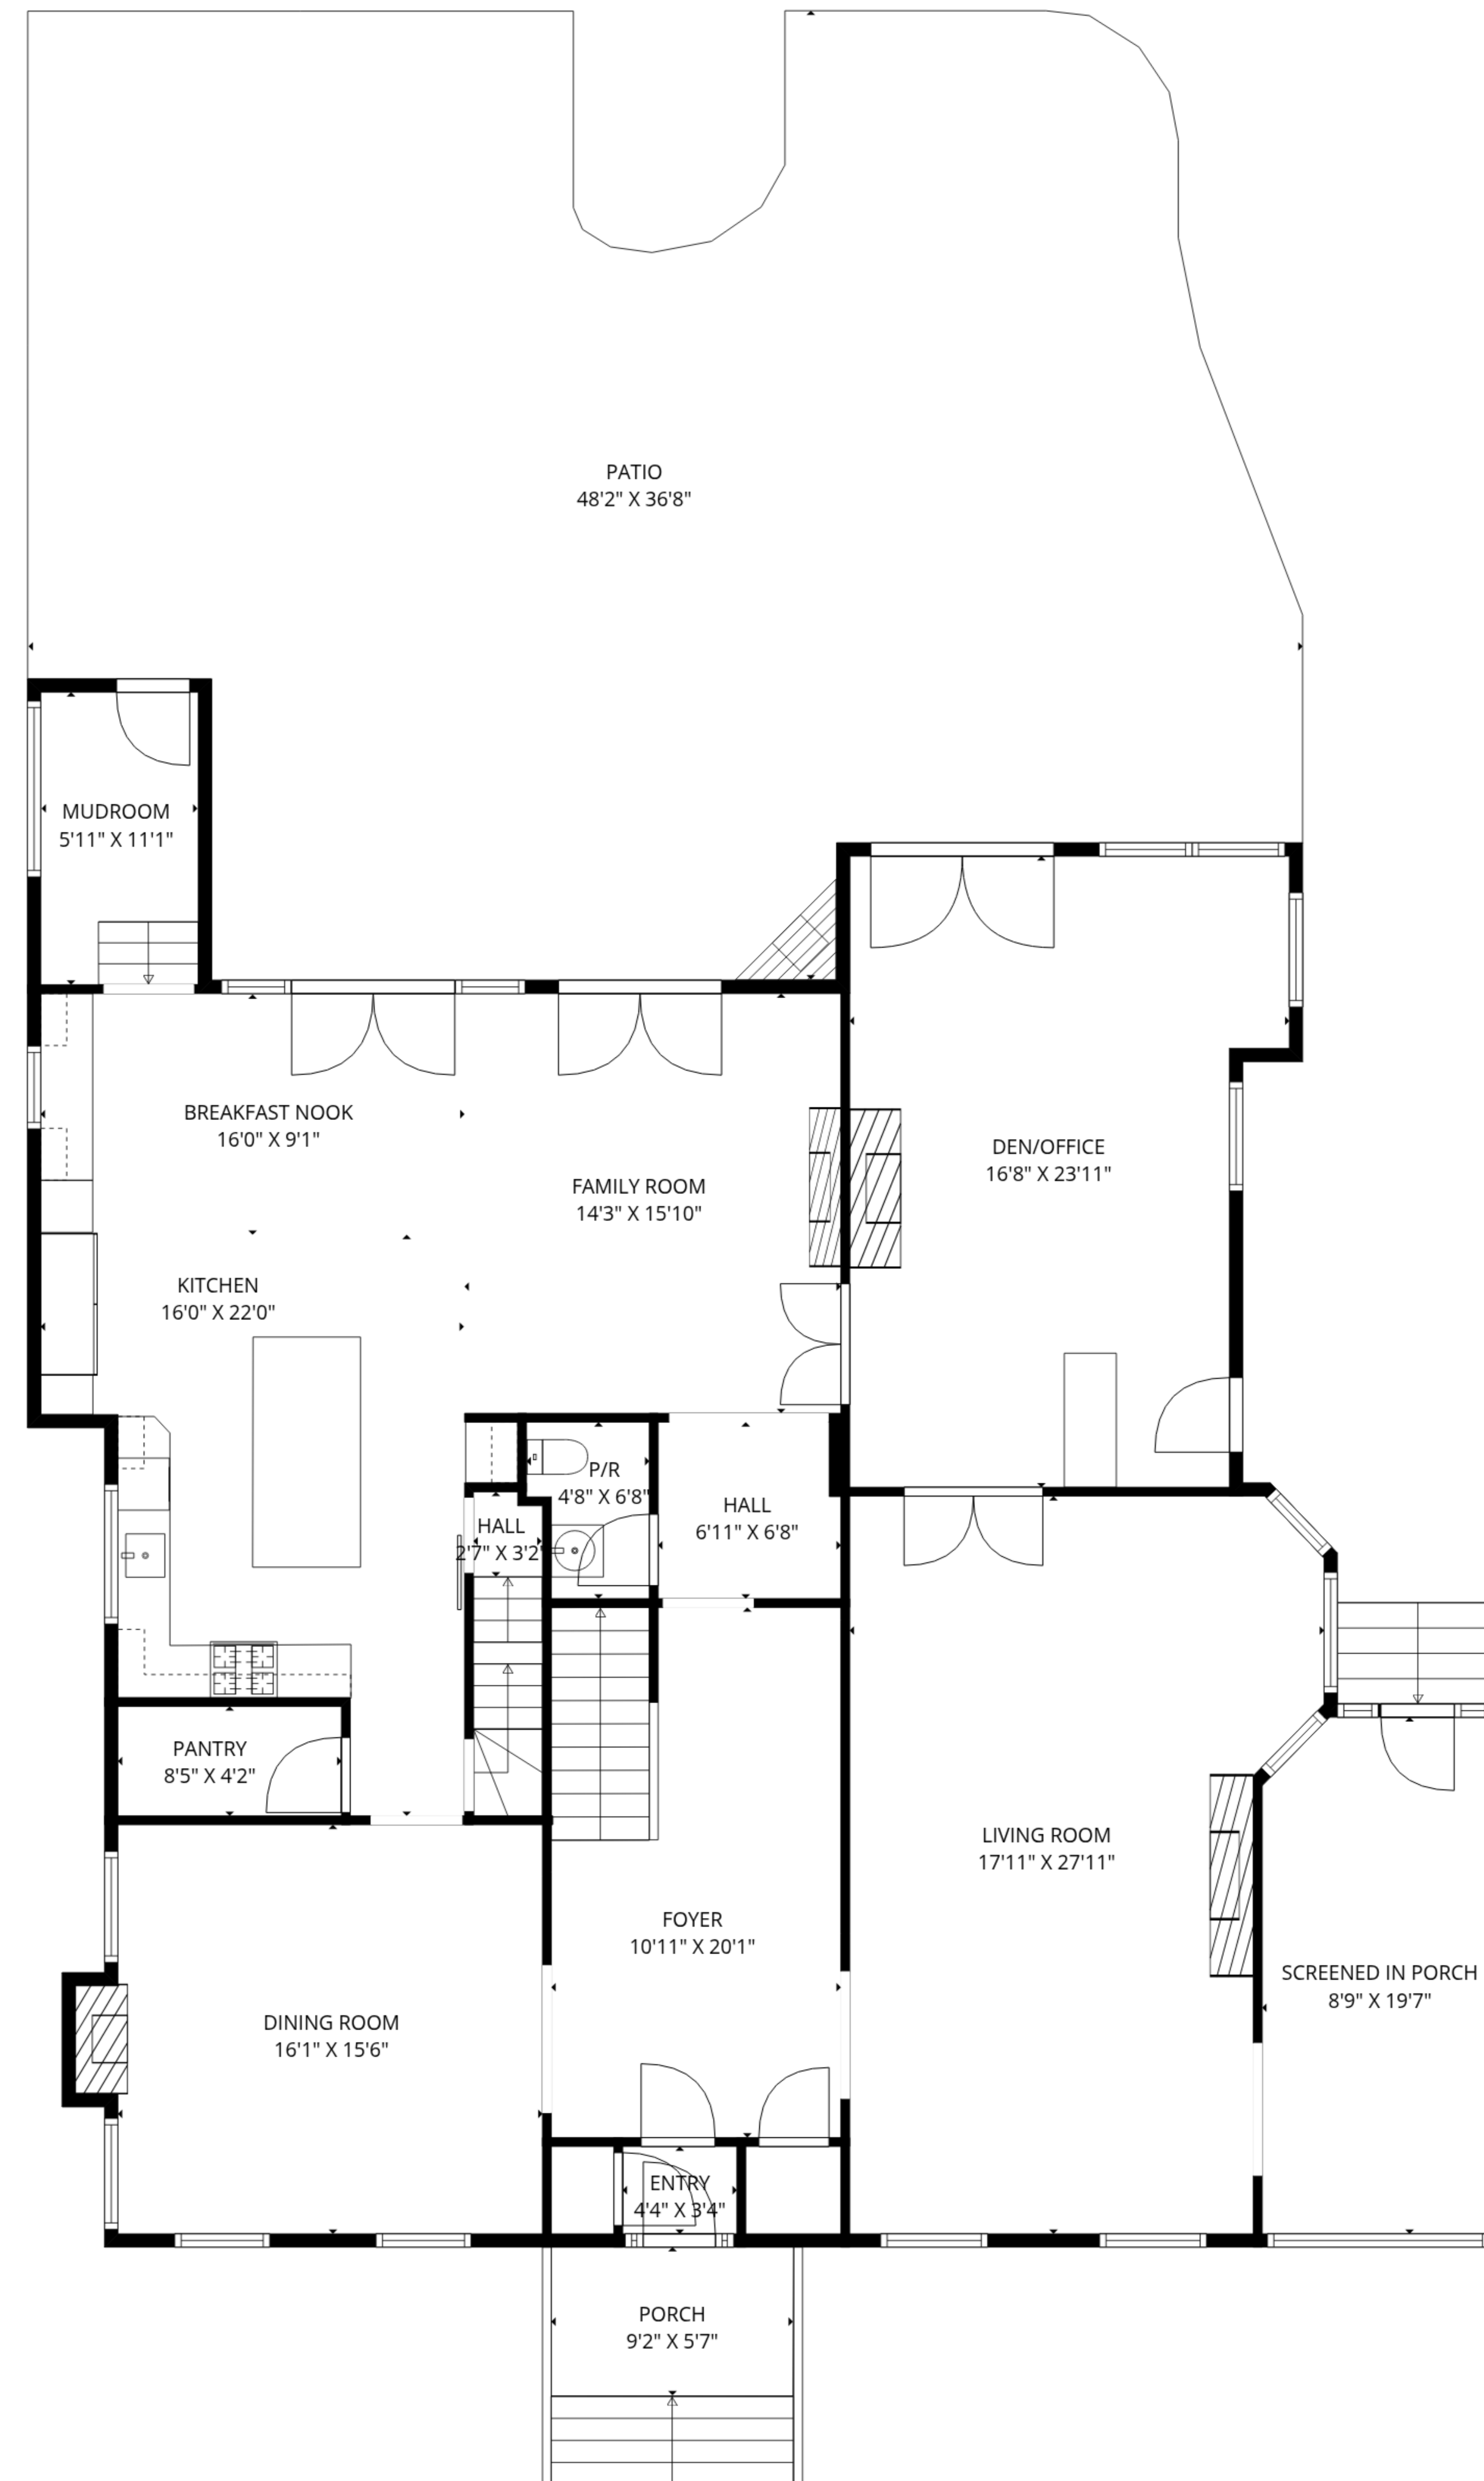 PATIO
48'2" X 36'8"
MUDROOM
5'11" X 11'1"
BREAKFAST NOOK
16'0" X 9'1"
FAMILY ROOM
14'3" X 15'10"
DEN/OFFICE
16'8" X 23'11"
KITCHEN
16'0" X 22'0"
P/R
4'8" X 6'8"
HALL
6'11" X 6'8"
HALL
2'7" X 3'2"
PANTRY
8'5" X 4'2"
LIVING ROOM
17'11" X 27'11"
FOYER
10'11" X 20'1"
SCREENED IN PORCH
8'9" X 19'7"
DINING ROOM
16'1" X 15'6"
ENTRY
4'4" X 3'4"
PORCH
9'2" X 5'7"